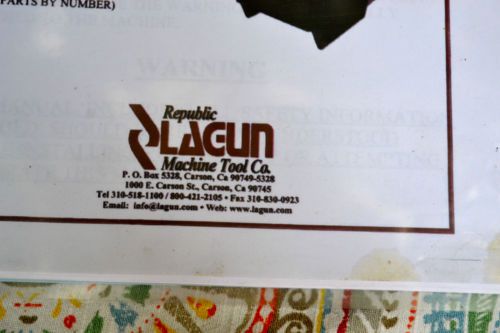 PARTS BY NUMBER)
WARNING
Republic
LAGUN
Machine Tool Co.
P. O. Box 5328, Carson, Ca 90749-5328
1000 E. Carson St., Carson, Ca 90745
Tel 310-518-1100 / 800-421-2105 • Fax 310-830-0923
Email: info@lagun.com • Web: www.lagun.com